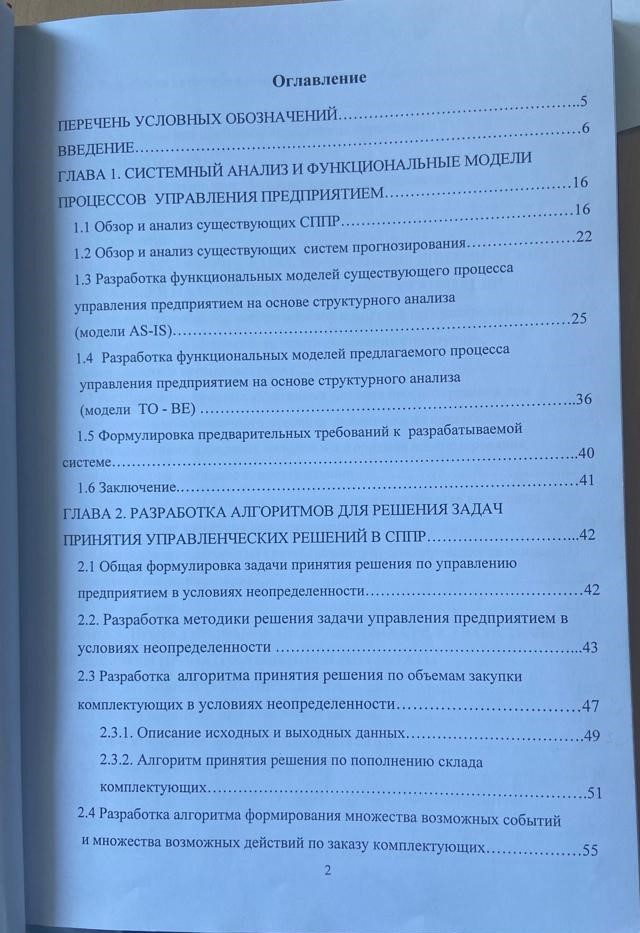 Оглавление
ПЕРЕЧЕНЬ УСЛОВНЫХ ОБОЗНАЧЕНИЙ……………………………..5
ВВЕДЕНИЕ……………………………………………………………6
ГЛАВА 1. СИСТЕМНЫЙ АНАЛИЗ И ФУНКЦИОНАЛЬНЫЕ МОДЕЛИ
ПРОЦЕССОВ УПРАВЛЕНИЯ ПРЕДПРИЯТИЕМ………………………16
1.1 Обзор и анализ существующих СППР……………………………16
1.2 Обзор и анализ существующих систем прогнозирования……………22
1.3 Разработка функциональных моделей существующего процесса
управления предприятием на основе структурного анализа
(модели AS-IS)………………………………………………………25
1.4 Разработка функциональных моделей предлагаемого процесса
управления предприятием на основе структурного анализа
(модели TO - BE) ……………………………………………………..36
1.5 Формулировка предварительных требований к разрабатываемой
системе…………………………………………………………………..40
1.6 Заключение……………………………………………………………41
ГЛАВА 2. РАЗРАБОТКА АЛГОРИТМОВ ДЛЯ РЕШЕНИЯ ЗАДАЧ
ПРИНЯТИЯ УПРАВЛЕНЧЕСКИХ РЕШЕНИЙ В СППР…………………...42
2.1 Общая формулировка задачи принятия решения по управлению
предприятием в условиях неопределенности……………………………42
2.2. Разработка методики решения задачи управления предприятием в
условиях неопределенности ……………………………………………...43
2.3 Разработка алгоритма принятия решения по объемам закупки
комплектующих в условиях неопределенности………………………47
2.3.1. Описание исходных и выходных данных………………………49
2.3.2. Алгоритм принятия решения по пополнению склада
комплектующих……………………………………………………51
2.4 Разработка алгоритма формирования множества возможных событий
и множества возможных действий по заказу комплектующих……………55
2